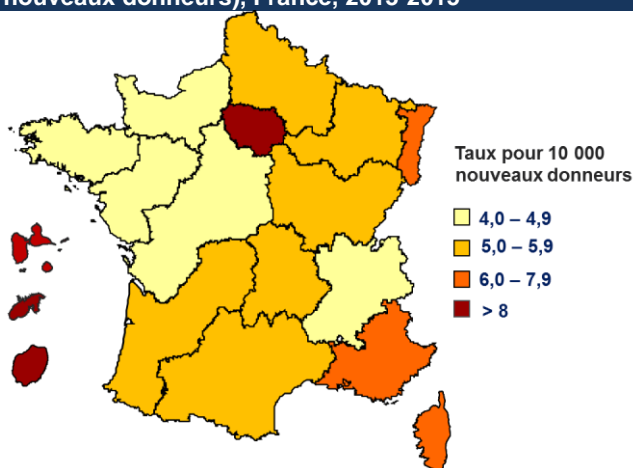 nouveaux donneurs), France, 2013-2015
Taux pour 10 000
nouveaux donneurs
4,0 – 4,9
5,0 – 5,9
6,0 – 7,9
> 8